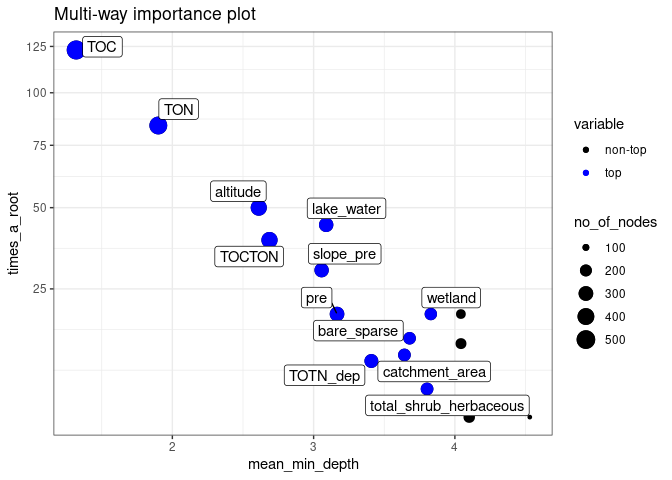 Multi-way importance plot
times_a_root
125
100
75
50
25
TOC
TON
altitude
lake_water
TOCTON
slope_pre
pre
wetland
bare_sparse
TOTN_dep
catchment_area
total_shrub_herbaceous
2
3
4
mean_min_depth
variable
non-top
top
no_of_nodes
100
200
300
400
500